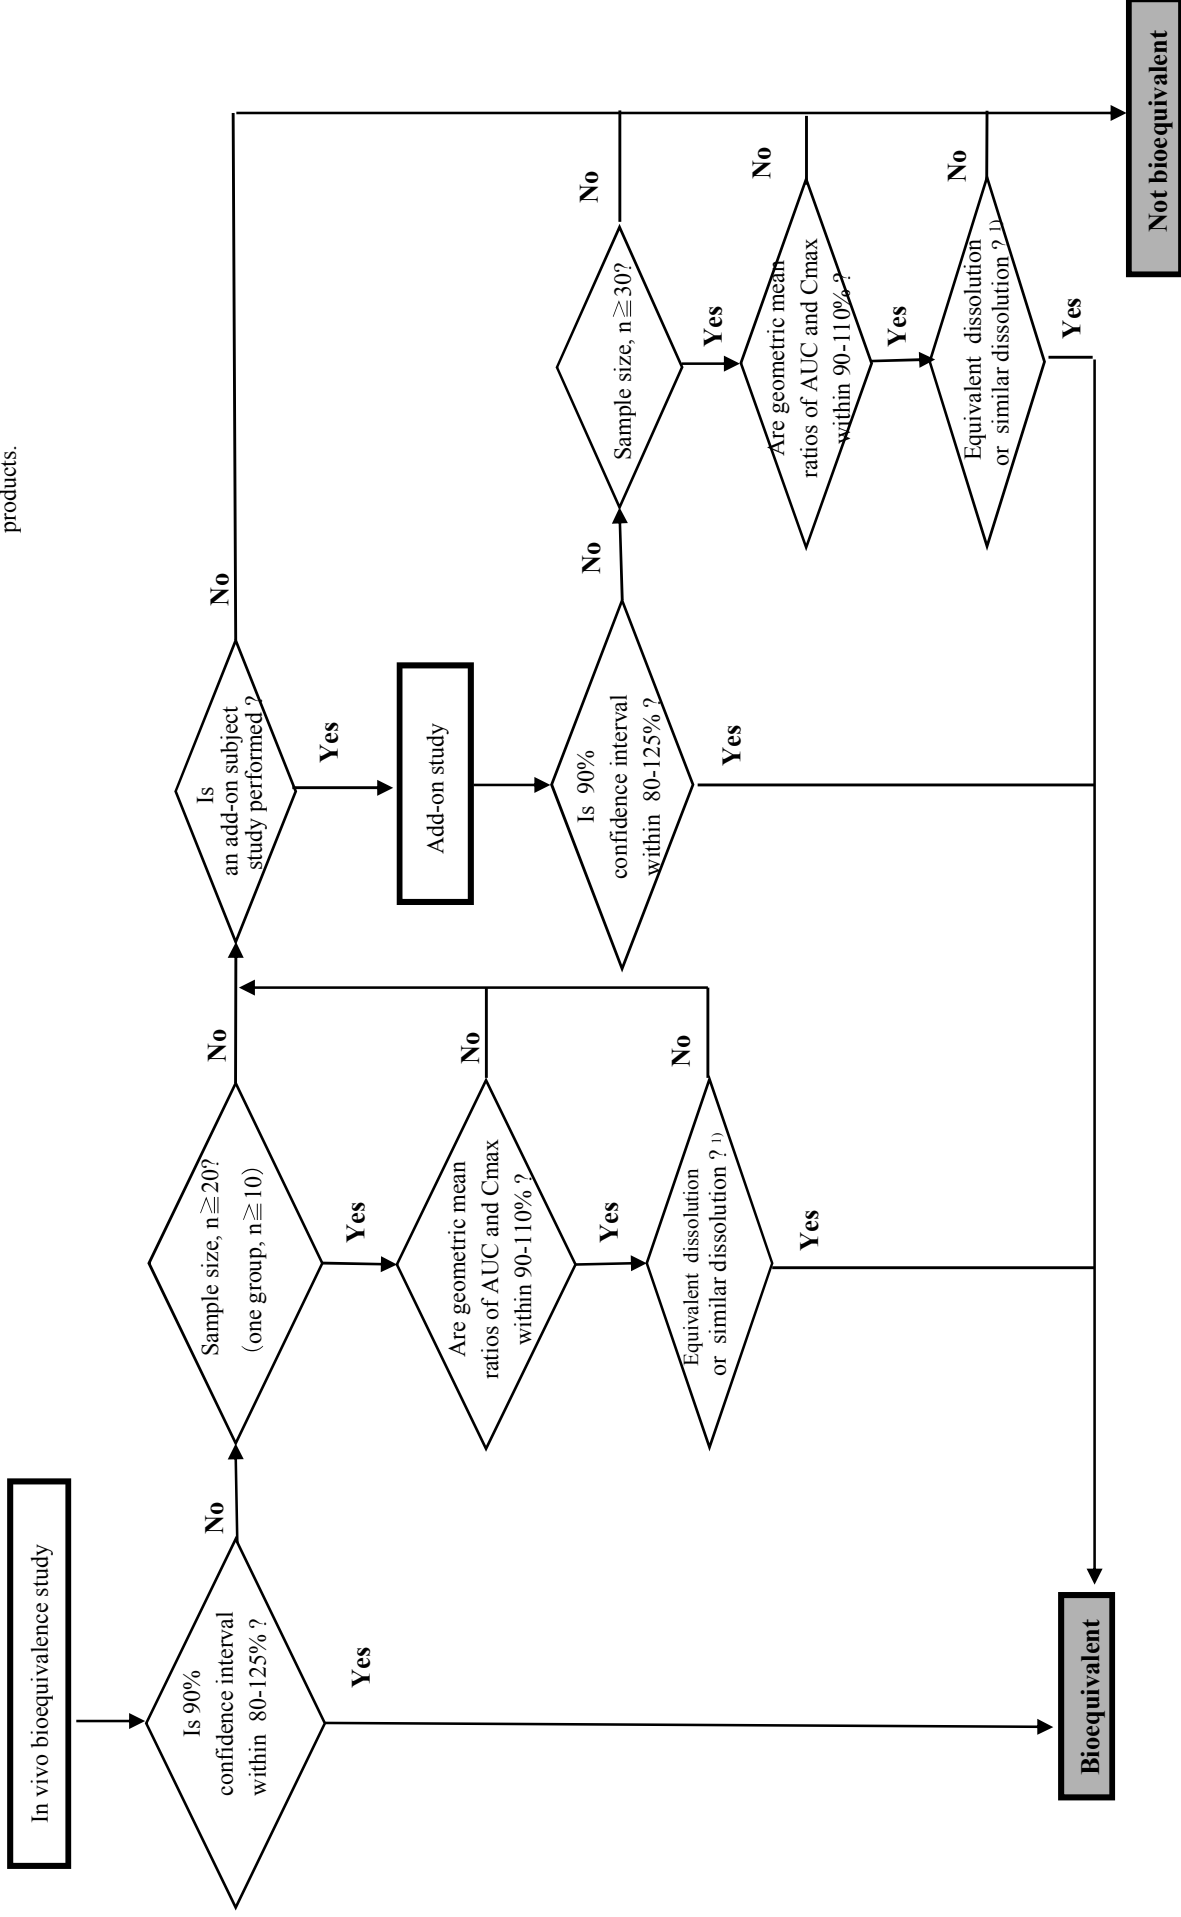 products.
In vivo bioequivalence study
Is 90%
confidence interval
within 80-125% ?
No
Yes
Sample size, n≧20?
(one group, n≧10)
No
Yes
Are geometric mean
ratios of AUC and Cmax
within 90-110% ?
No
Yes
Equivalent dissolution
or similar dissolution ? 1)
No
Yes
Is
an add-on subject
study performed ?
No
Yes
Add-on study
Is 90%
confidence interval
within 80-125% ?
No
Yes
Sample size, n≧30?
No
Yes
Are geometric mean
ratios of AUC and Cmax
within 90-110% ?
No
Yes
Equivalent dissolution
or similar dissolution ? 1)
No
Yes
Bioequivalent
Not bioequivalent